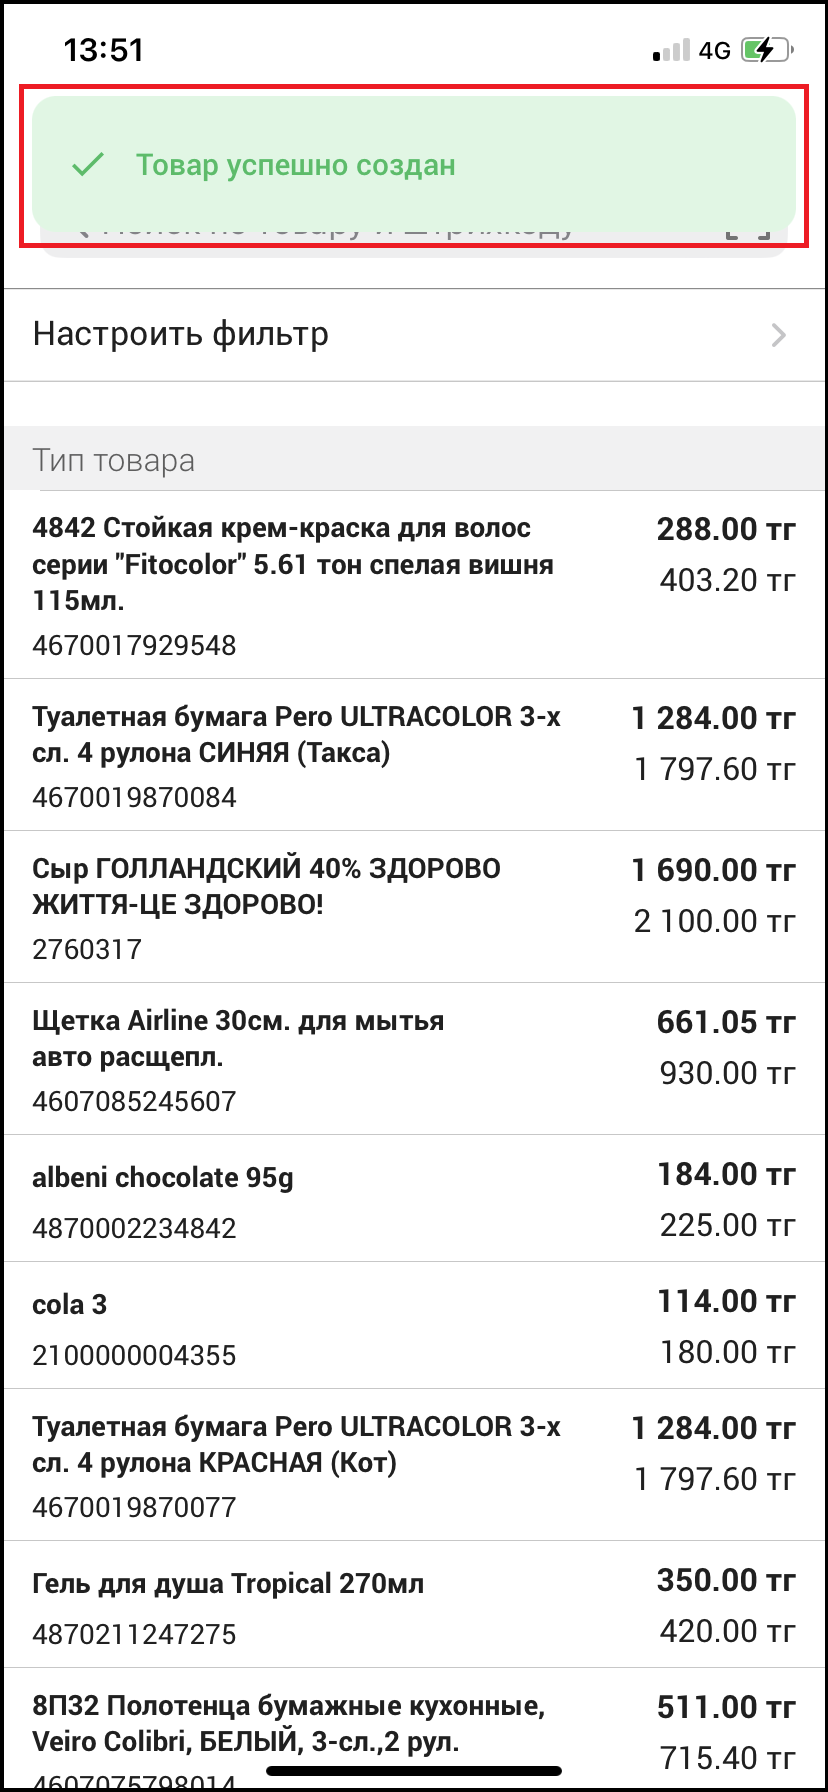 13:51
4G
Товар успешно создан
Поиск по товару и штрихкоду
Настроить фильтр
Тип товара
4842 Стойкая крем-краска для волос
серии "Fitocolor" 5.61 тон спелая вишня
115мл.
288.00 тг
403.20 тг
4670017929548
Туалетная бумага Pero ULTRACOLOR 3-х
сл. 4 рулона СИНЯЯ (Такса)
1 284.00 тг
1 797.60 тг
4670019870084
Сыр ГОЛЛАНДСКИЙ 40% ЗДОРОВО
ЖИТТЯ-ЦЕ ЗДОРОВО!
1 690.00 тг
2 100.00 тг
2760317
Щетка Airline 30см. для мытья
авто расщепл.
661.05 тг
930.00 тг
4607085245607
albeni chocolate 95g
184.00 тг
4870002234842
225.00 тг
cola 3
114.00 тг
2100000004355
180.00 тг
Туалетная бумага Pero ULTRACOLOR 3-х
сл. 4 рулона КРАСНАЯ (Кот)
1 284.00 тг
1 797.60 тг
4670019870077
Гель для душа Tropical 270мл
350.00 тг
4870211247275
420.00 тг
8П32 Полотенца бумажные кухонные,
Veiro Colibri, БЕЛЫЙ, 3-сл.,2 рул.
511.00 тг
715.40 тг
4607075798014